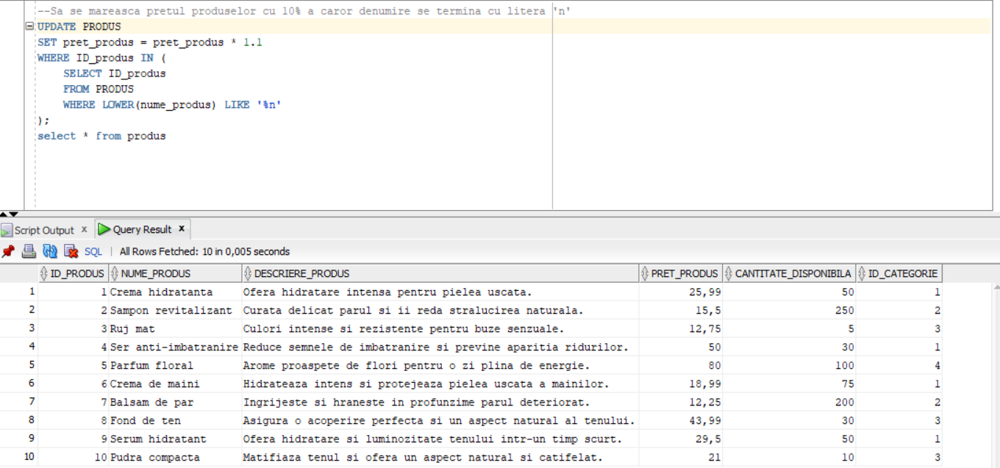 --Sa se mareasca pretul produselor cu 10% a caror denumire se termina cu litera 'n'
UPDATE PRODUS
SET pret_produs = pret_produs * 1.1
WHERE ID_produs IN (
SELECT ID_produs
FROM PRODUS
WHERE LOWER(nume_produs) LIKE '%n'
);
select * from produs
Script Output x Query Result x
SQL | All Rows Fetched: 10 in 0,005 seconds
ID_PRODUS NUME_PRODUS DESCRIERE_PRODUS PRET_PRODUS CANTITATE_DISPONIBILA ID_CATEGORIE
1 1 Crema hidratanta Ofera hidratare intensa pentru pielea uscata. 25,99 50 1
2 2 Sampon revitalizant Curata delicat parul si ii reda stralucirea naturala. 15,5 250 2
3 3 Ruj mat Culori intense si rezistente pentru buze senzuale. 12,75 5 3
4 4 Ser anti-imbatranire Reduce semnele de imbatranire si previne aparitia ridurilor. 50 30 1
5 5 Parfum floral Arome proaspete de flori pentru o zi plina de energie. 80 100 4
6 6 Crema de maini Hidrateaza intens si protejeaza pielea uscata a mainilor. 18,99 75 1
7 7 Balsam de par Ingrijeste si hraneste in profunzime parul deteriorat. 12,25 200 2
8 8 Fond de ten Asigura o acoperire perfecta si un aspect natural al tenului. 43,99 30 3
9 9 Serum hidratant Ofera hidratare si luminozitate tenului intr-un timp scurt. 29,5 50 1
10 10 Pudra compacta Matifiaza tenul si ofera un aspect natural si catifelat. 21 10 3